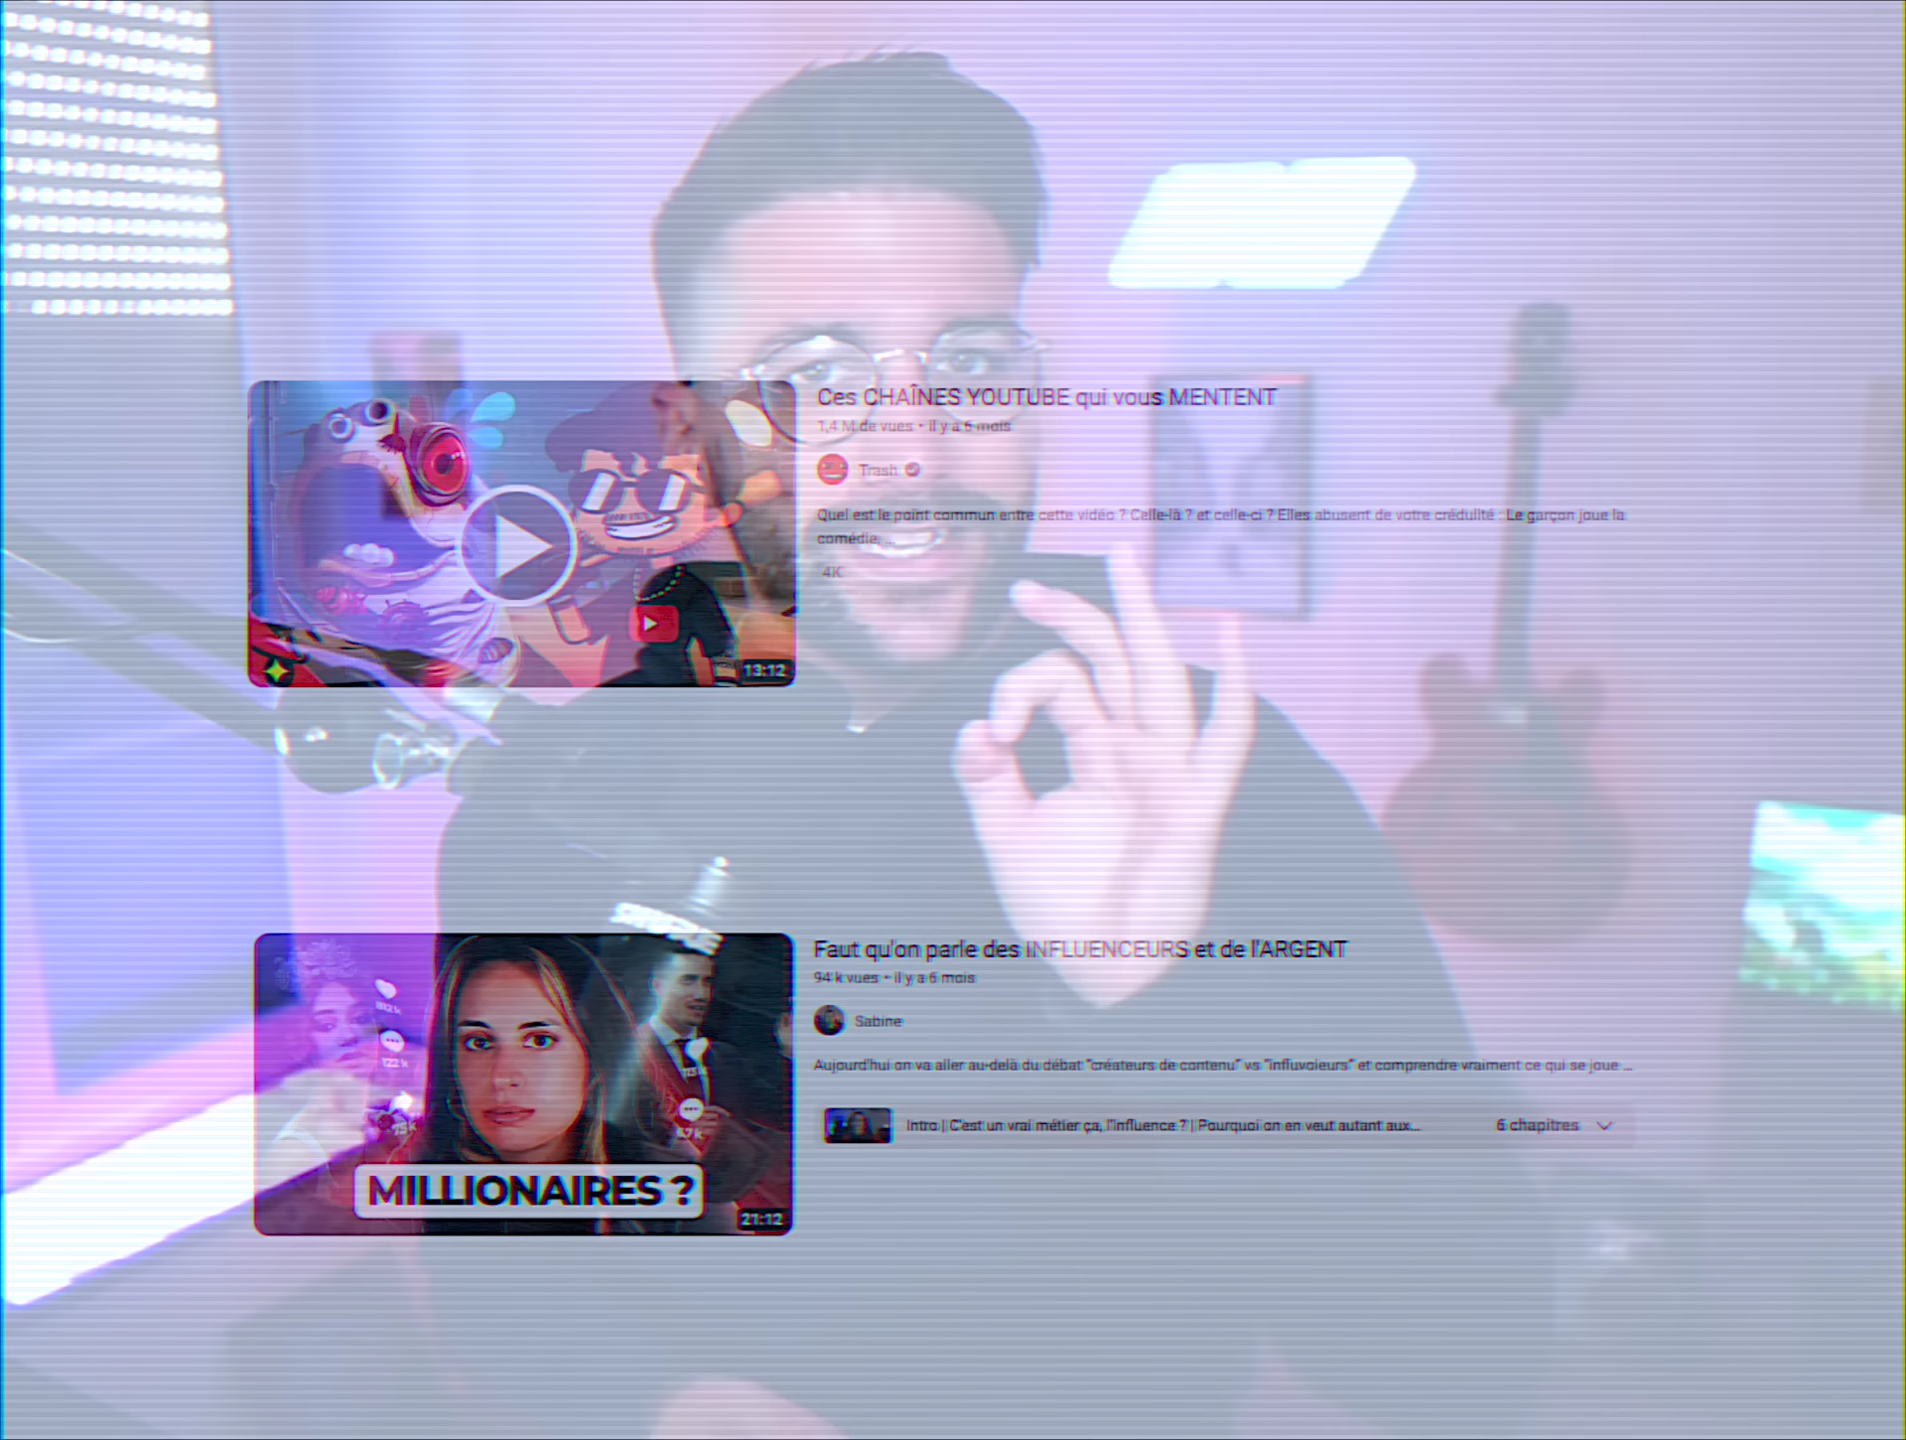 Ces CHAÎNES YOUTUBE qui vous MENTENT
1,4 M de vues • il y a 6 mois
Trash
Quel est le point commun entre cette vidéo ? Celle-là ? et celle-ci ? Elles abusent de votre crédulité : Le garçon joue la
comédie, ...
4K
13:12
Faut qu'on parle des INFLUENCEURS et de l'ARGENT
94 k vues • il y a 6 mois
Sabine
Aujourd'hui on va aller au-delà du débat "créateurs de contenu" vs "influvoleurs" et comprendre vraiment ce qui se joue ...
Intro | C'est un vrai métier ça, l'influence ? | Pourquoi on en veut autant aux...
6 chapitres
122 k
75 k
MILLIONAIRES ?
21:12